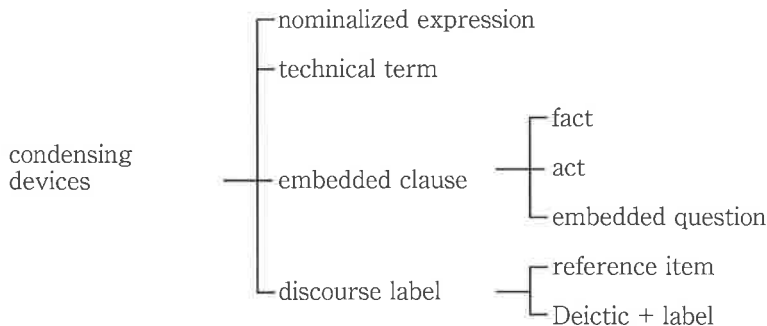 nominalized expression
technical term
fact
condensing
devices
act
embedded clause
embedded question
reference item
discourse label
Deictic + label